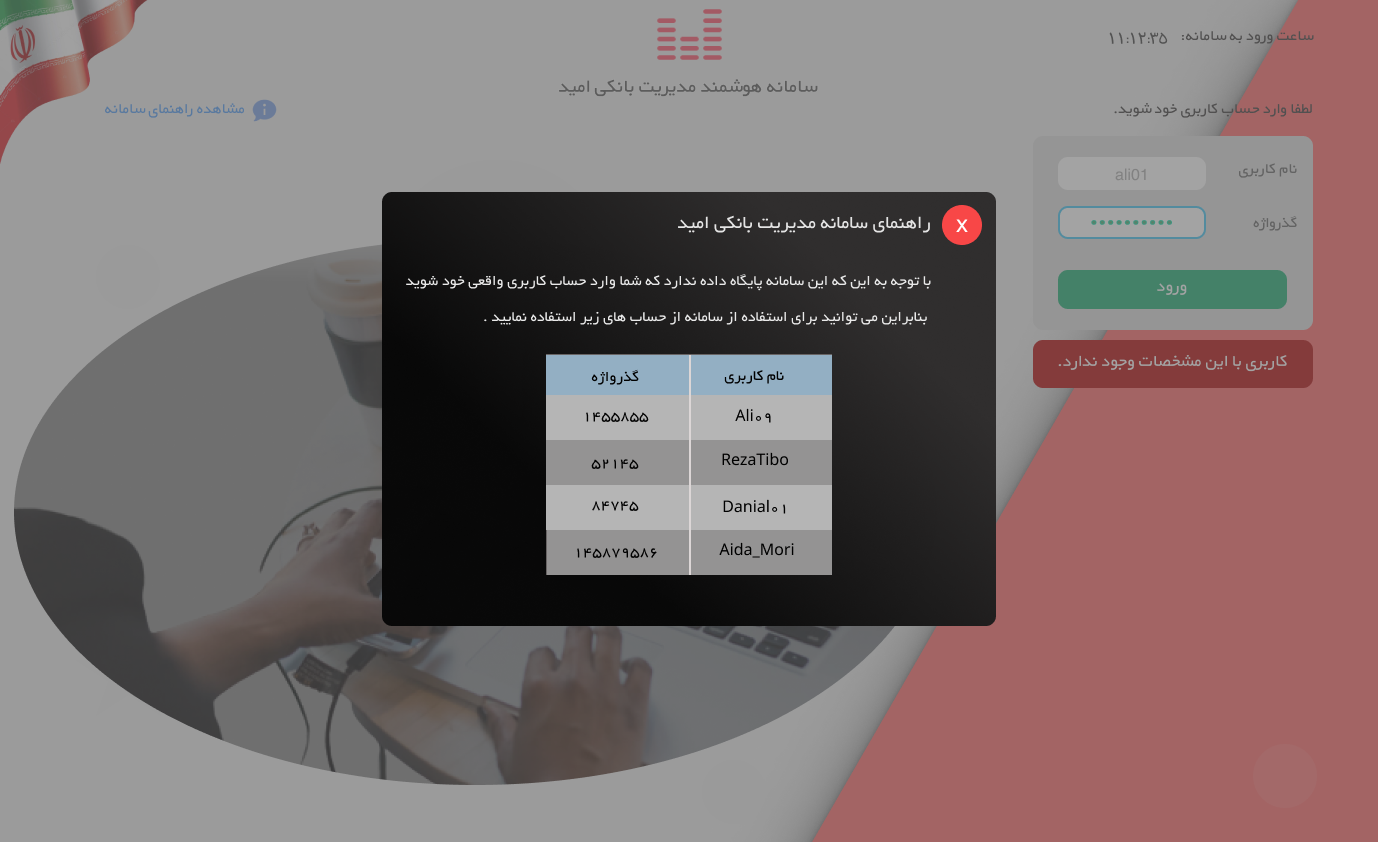 ساعت ورود به سامانه: ۱۱:۱۲:۳۵
سامانه هوشمند مدیریت بانکی امید
مشاهده راهنمای سامانه
لطفا وارد حساب کاربری خود شوید.
نام کاربری
ali01
گذرواژه
••••••••••
ورود
کاربری با این مشخصات وجود ندارد.
x
راهنمای سامانه مدیریت بانکی امید
با توجه به این که این سامانه پایگاه داده ندارد که شما وارد حساب کاربری واقعی خود شوید
بنابراین می توانید برای استفاده از سامانه از حساب های زیر استفاده نمایید .
نام کاربری گذرواژه
Ali۰۹ ۱۴۵۵۸۵۵
RezaTibo ۵۲۱۴۵
Danial۰۱ ۸۴۷۴۵
Aida_Mori ۱۴۵۸۷۹۵۸۶